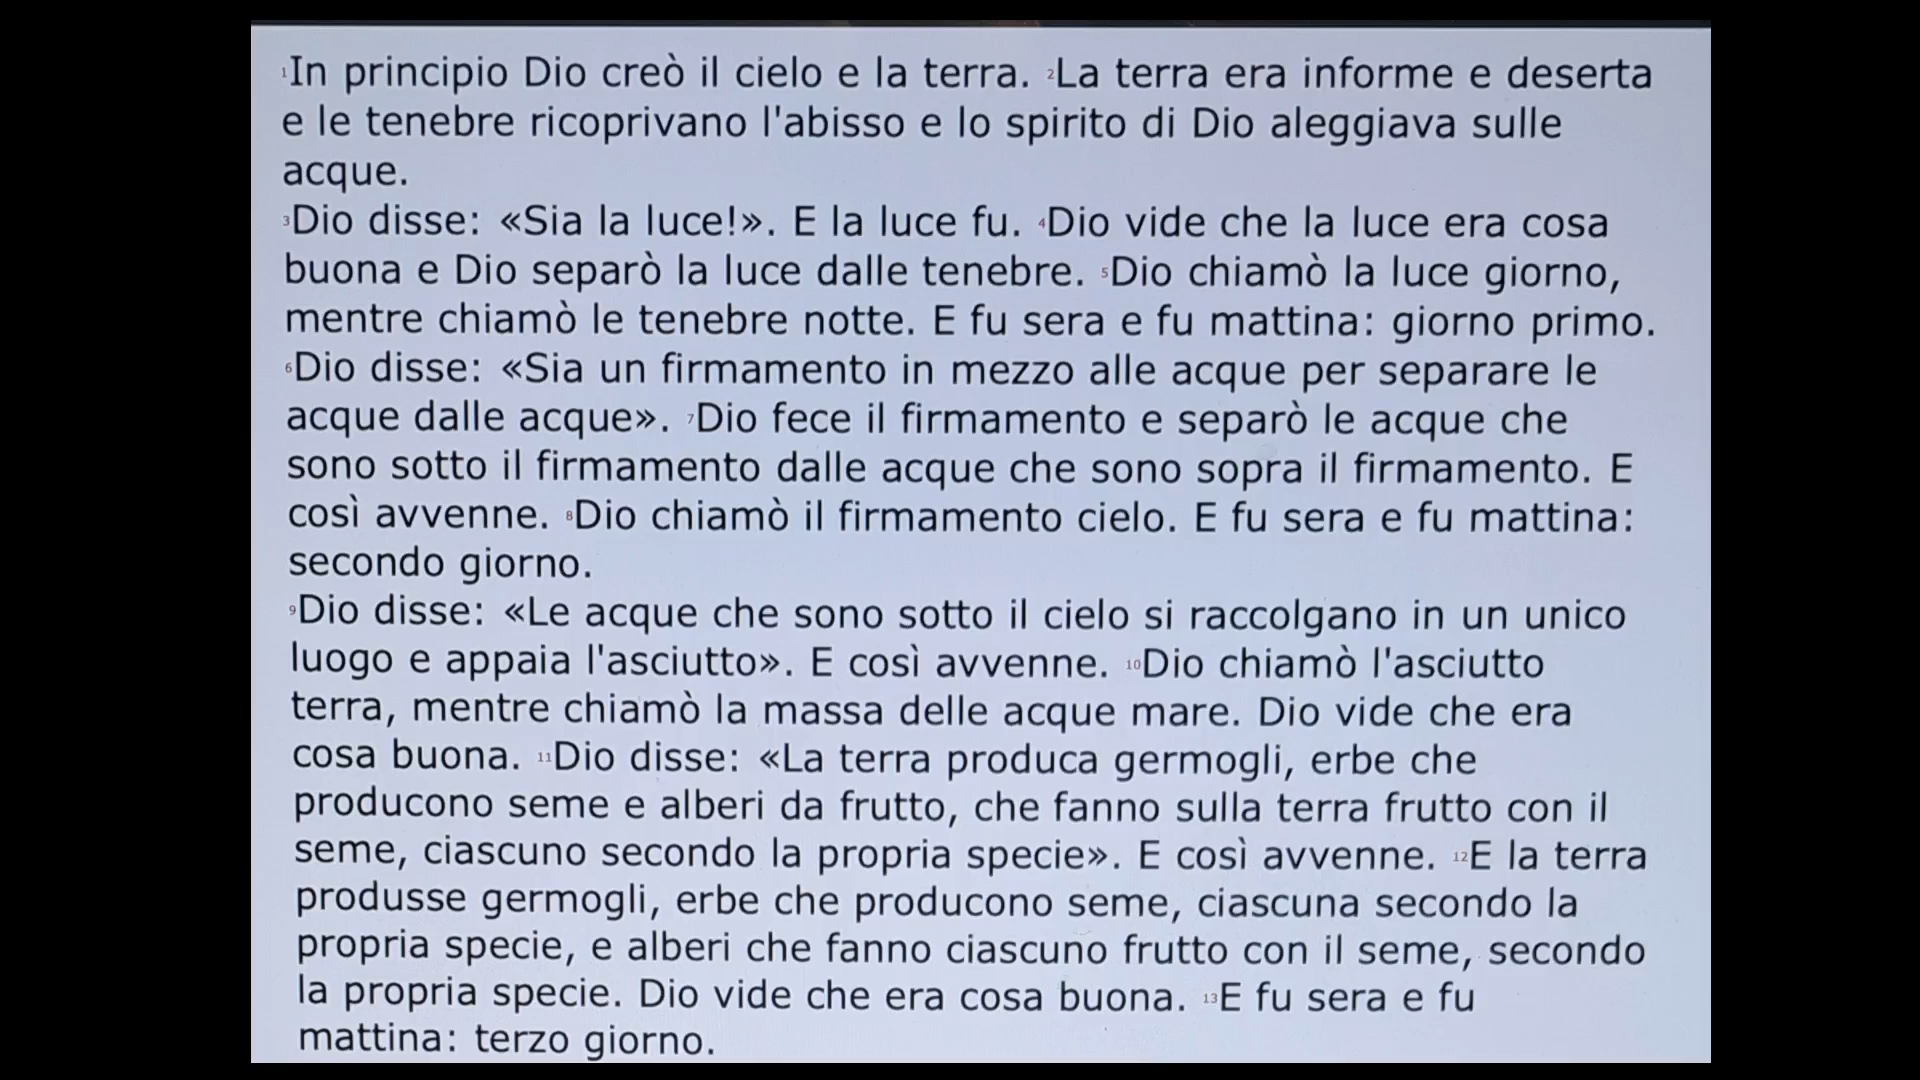 1In principio Dio creò il cielo e la terra. 2La terra era informe e deserta
e le tenebre ricoprivano l'abisso e lo spirito di Dio aleggiava sulle
acque.
3Dio disse: «Sia la luce!». E la luce fu. 4Dio vide che la luce era cosa
buona e Dio separò la luce dalle tenebre. 5Dio chiamò la luce giorno,
mentre chiamò le tenebre notte. E fu sera e fu mattina: giorno primo.
6Dio disse: «Sia un firmamento in mezzo alle acque per separare le
acque dalle acque». 7Dio fece il firmamento e separò le acque che
sono sotto il firmamento dalle acque che sono sopra il firmamento. E
così avvenne. 8Dio chiamò il firmamento cielo. E fu sera e fu mattina:
secondo giorno.
9Dio disse: «Le acque che sono sotto il cielo si raccolgano in un unico
luogo e appaia l'asciutto». E così avvenne. 10Dio chiamò l'asciutto
terra, mentre chiamò la massa delle acque mare. Dio vide che era
cosa buona. 11Dio disse: «La terra produca germogli, erbe che
producono seme e alberi da frutto, che fanno sulla terra frutto con il
seme, ciascuno secondo la propria specie». E così avvenne. 12E la terra
produsse germogli, erbe che producono seme, ciascuna secondo la
propria specie, e alberi che fanno ciascuno frutto con il seme, secondo
la propria specie. Dio vide che era cosa buona. 13E fu sera e fu
mattina: terzo giorno.